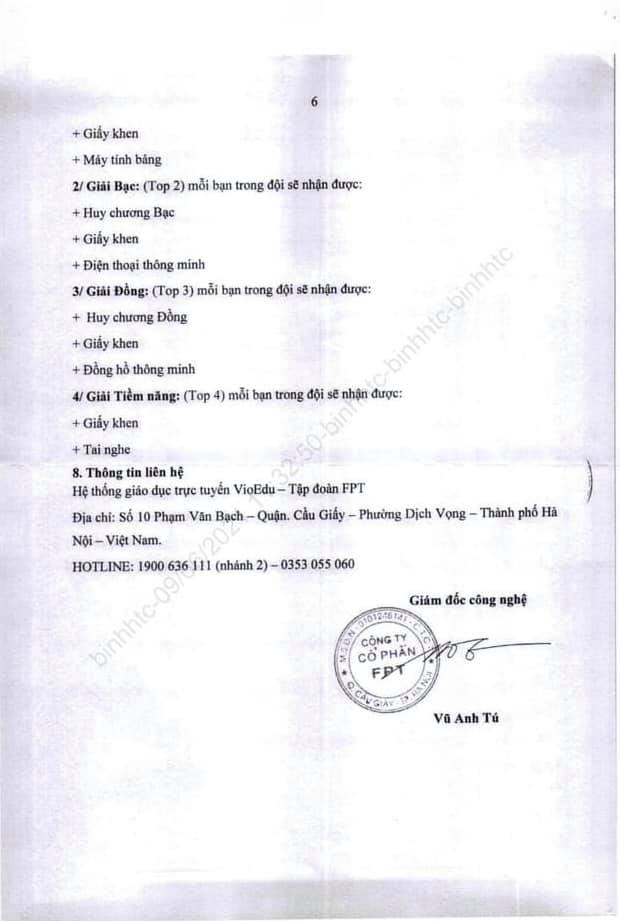 6
+ Giấy khen
+ Máy tính bảng
2/ Giải Bạc: (Top 2) mỗi bạn trong đội sẽ nhận được:
+ Huy chương Bạc
+ Giấy khen
+ Điện thoại thông minh
3/ Giải Đồng: (Top 3) mỗi bạn trong đội sẽ nhận được:
+ Huy chương Đồng
+ Giấy khen
+ Đồng hồ thông minh
4/ Giải Tiềm năng: (Top 4) mỗi bạn trong đội sẽ nhận được:
+ Giấy khen
+ Tai nghe
8. Thông tin liên hệ
Hệ thống giáo dục trực tuyến VioEdu – Tập đoàn FPT
Địa chỉ: Số 10 Phạm Văn Bạch – Quận. Cầu Giấy – Phường Dịch Vọng – Thành phố Hà
Nội – Việt Nam.
HOTLINE: 1900 636 111 (nhánh 2) – 0353 055 060
Giám đốc công nghệ
M.S.D.N: 0101248141 - C.T.C.P
CÔNG TY
CỔ PHẦN
FPT
Q. CẦU GIẤY - TP. HÀ NỘI
Vũ Anh Tú
binhhtc-09/06/202 32:50-binhhtc-binhhtc-binhhtc